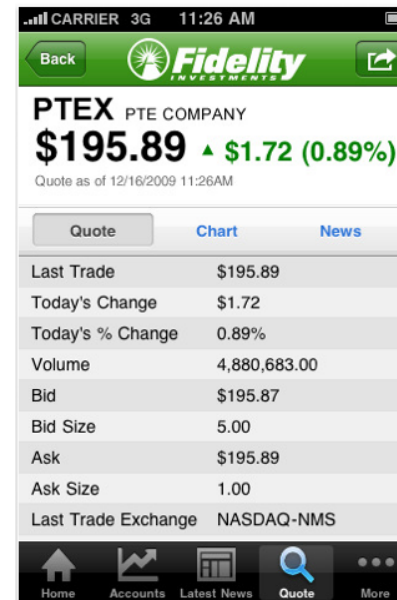 CARRIER 3G 11:26 AM
Back
Fidelity
INVESTMENTS
PTEX PTE COMPANY
$195.89 ▲ $1.72 (0.89%)
Quote as of 12/16/2009 11:26AM
Quote Chart News
Last Trade $195.89
Today's Change $1.72
Today's % Change 0.89%
Volume 4,880,683.00
Bid $195.87
Bid Size 5.00
Ask $195.89
Ask Size 1.00
Last Trade Exchange NASDAQ-NMS
Home Accounts Latest News Quote More